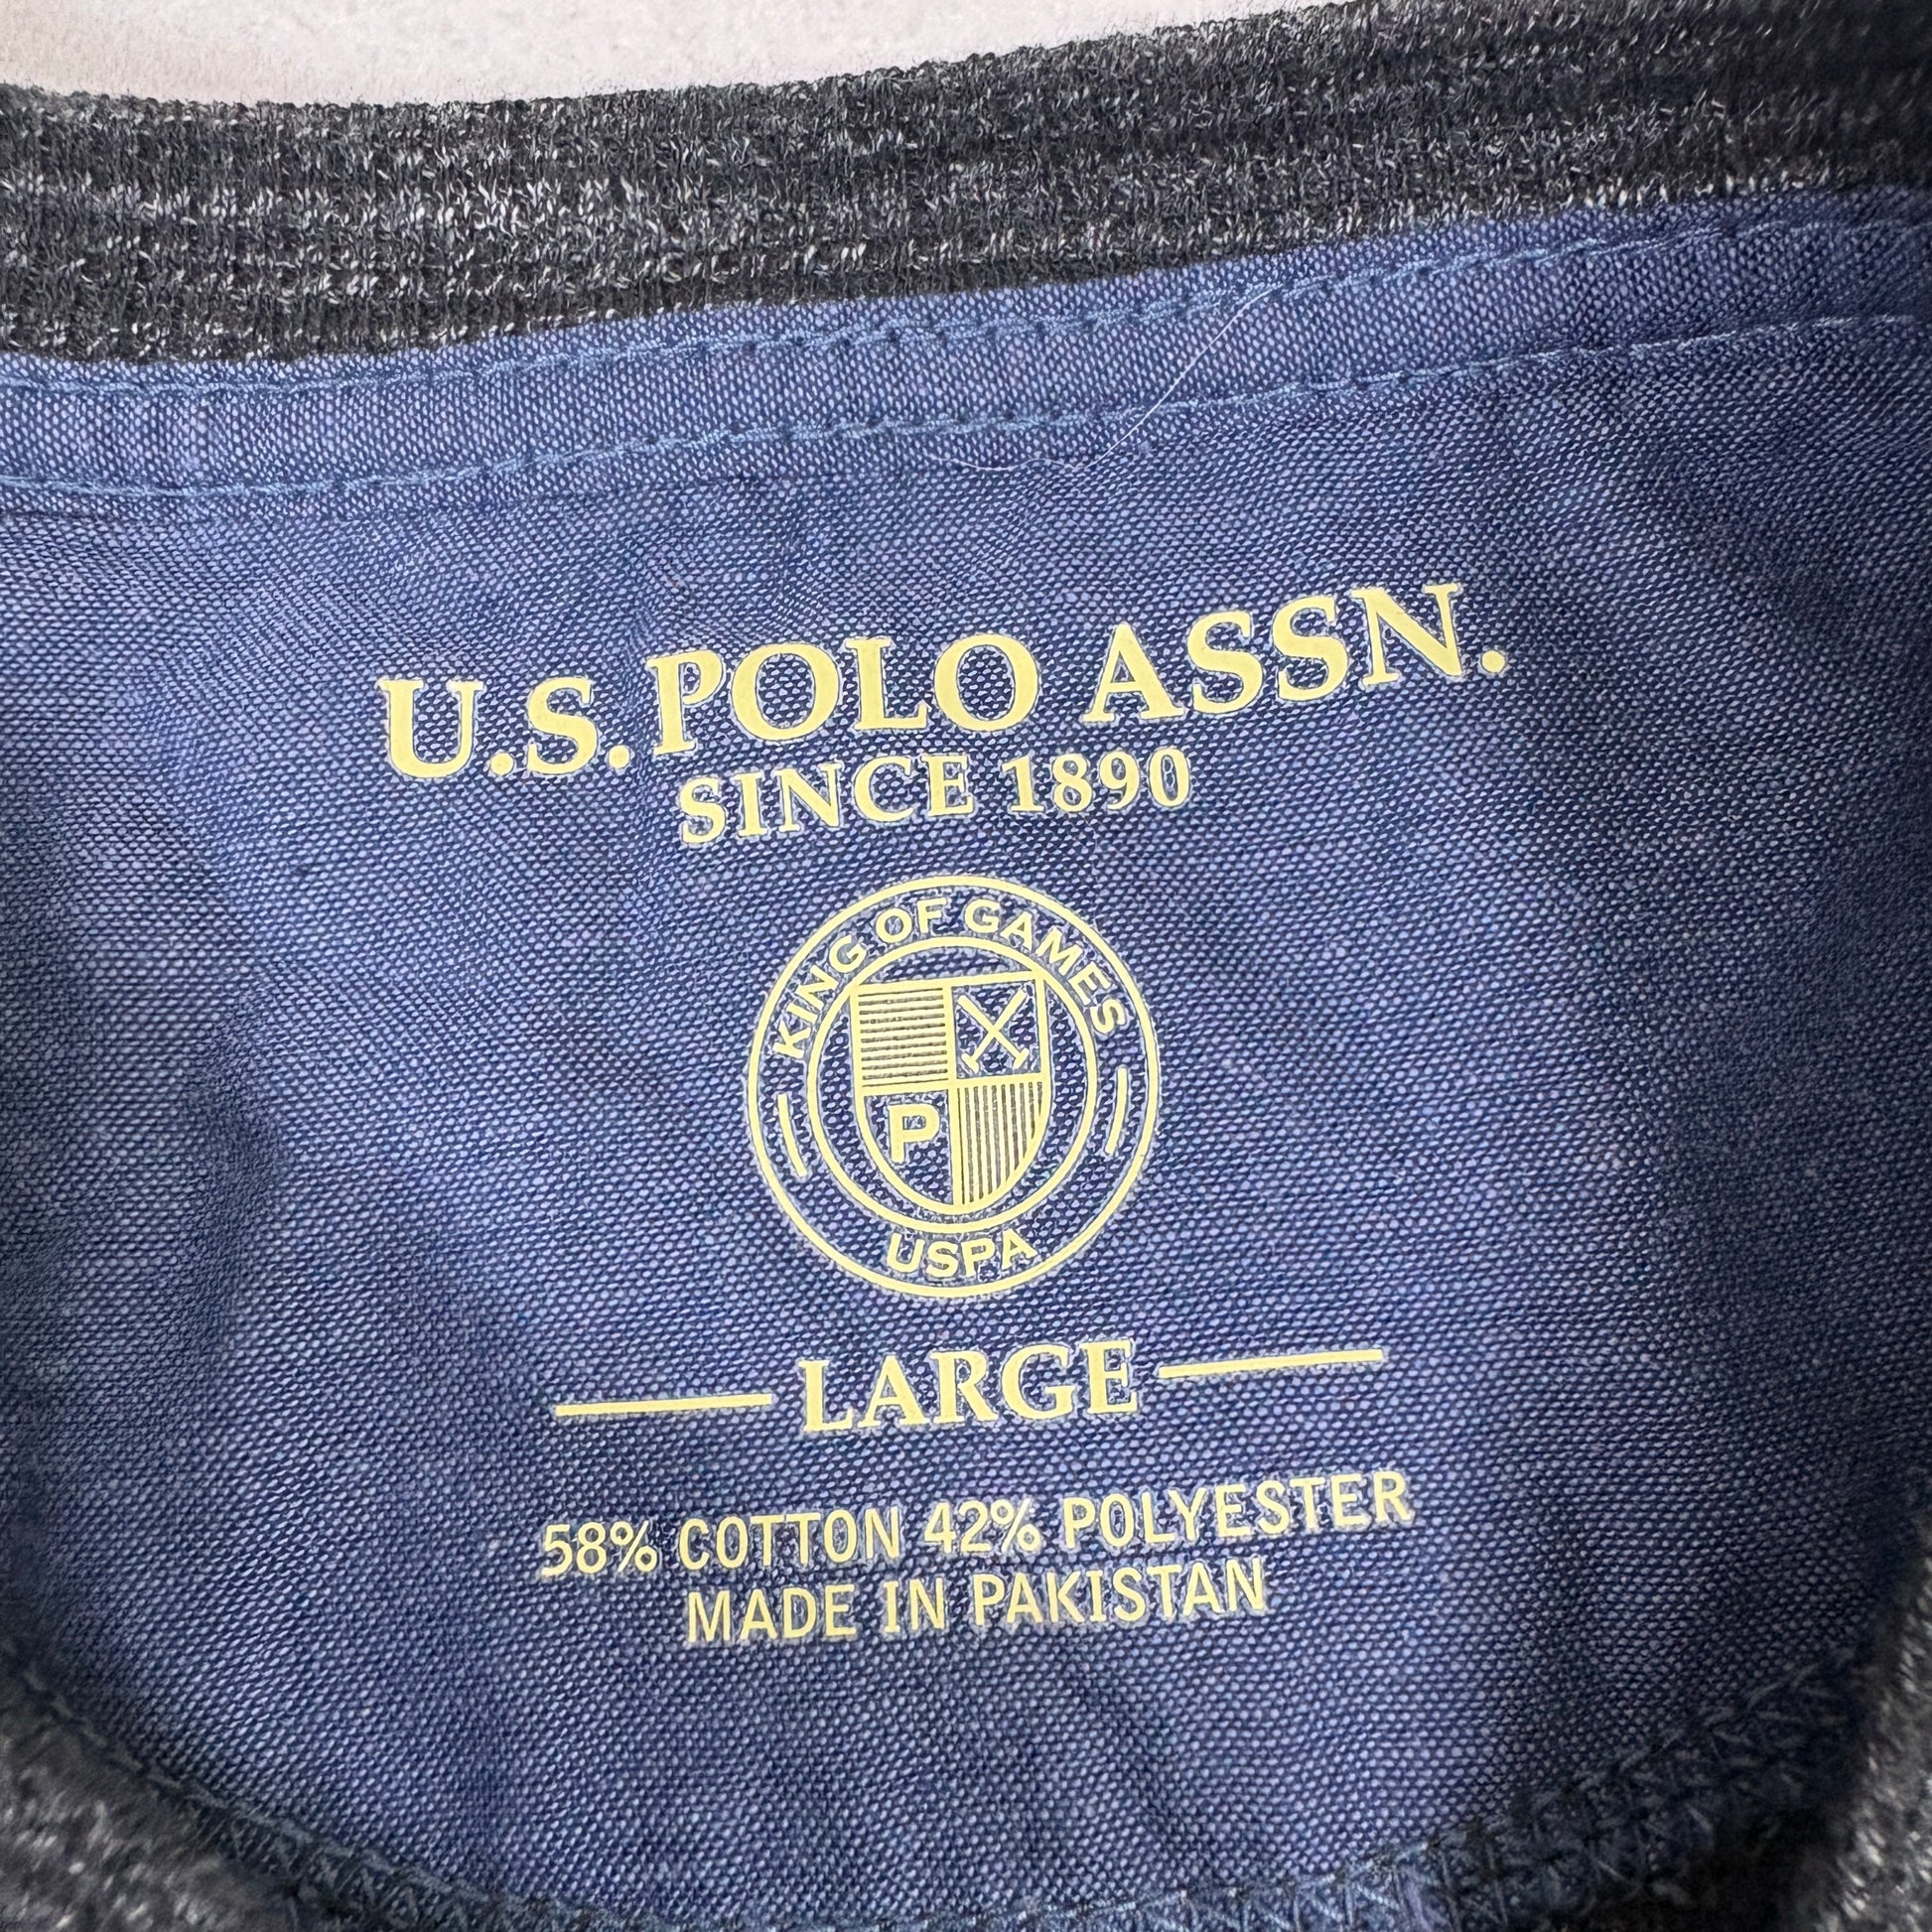 U.S. POLO ASSN.
SINCE 1890
KING OF GAMES
P
USPA
LARGE
58% COTTON 42% POLYESTER
MADE IN PAKISTAN